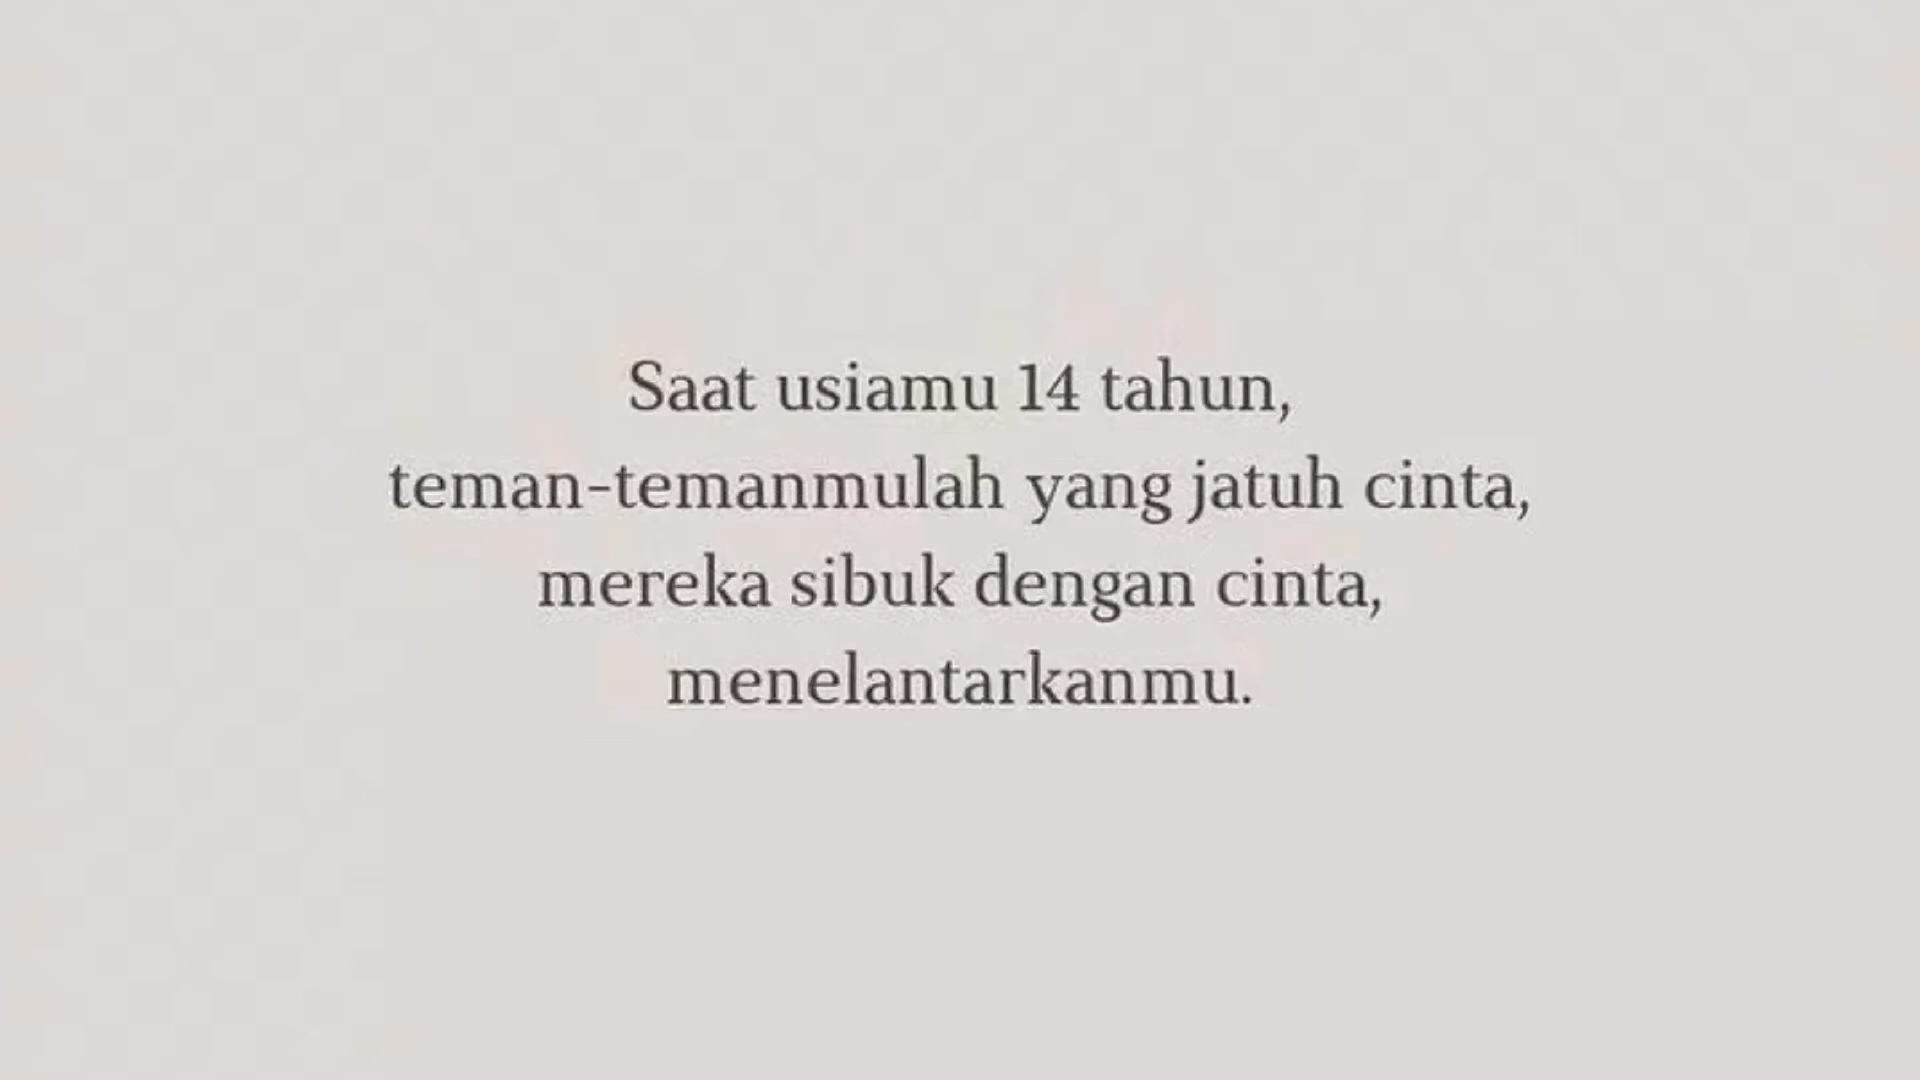 Saat usiamu 14 tahun,
teman-temanmulah yang jatuh cinta,
mereka sibuk dengan cinta,
menelantarkanmu.